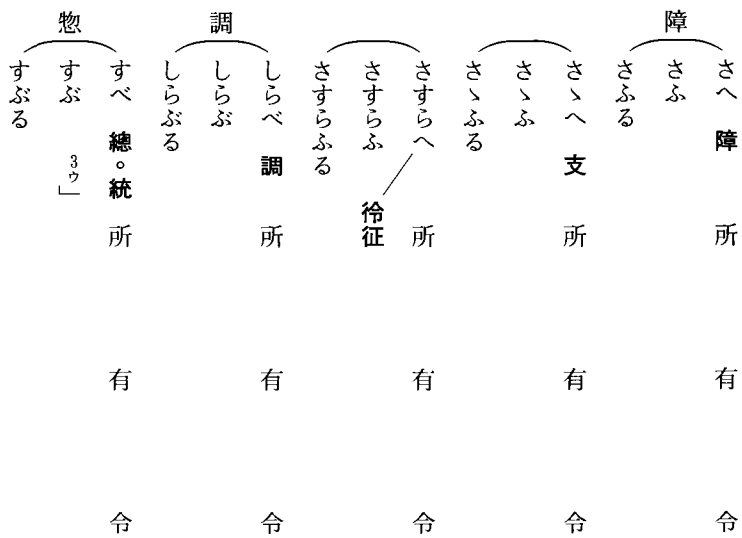 障
さへ 障 所 有 令
さふ
さふる
さゝへ 支 所 有 令
さゝふ
さゝふる
さすらへ 所 有 令
さすらふ 彾征
さすらふる
調
しらべ 調 所 有 令
しらぶ
しらぶる
惣
すべ 總。統 所 有 令
すぶ 3ゥ」
すぶる